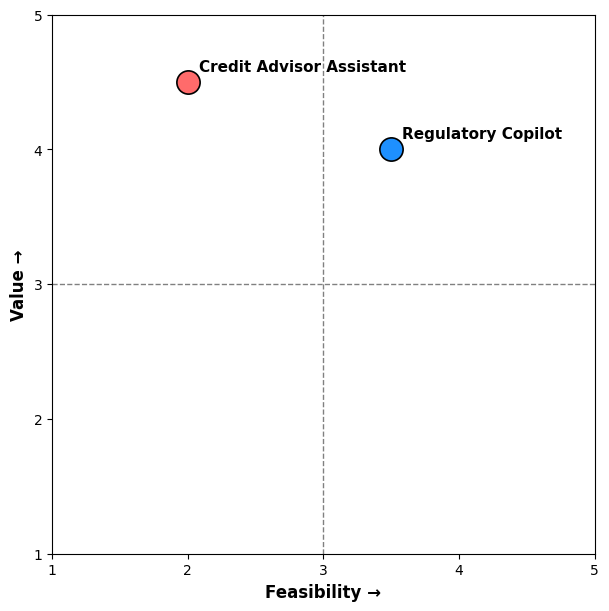 5
Credit Advisor Assistant
Regulatory Copilot
4
3
Value →
2
1
1 2 3 4 5
Feasibility →